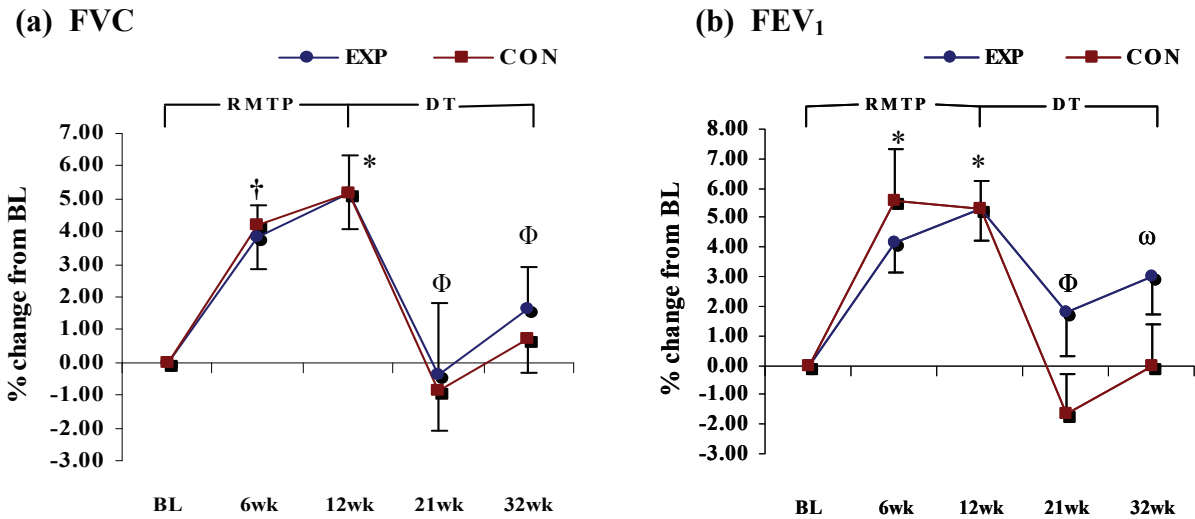 (a) FVC
EXP CON
RMTP DT
7.00
6.00
5.00
4.00
3.00
2.00
1.00
0.00
-1.00
-2.00
-3.00
% change from BL
†
*
Φ
Φ
BL 6wk 12wk 21wk 32wk
(b) FEV₁
EXP CON
RMTP DT
8.00
7.00
6.00
5.00
4.00
3.00
2.00
1.00
0.00
-1.00
-2.00
-3.00
% change from BL
*
*
Φ
ω
BL 6wk 12wk 21wk 32wk